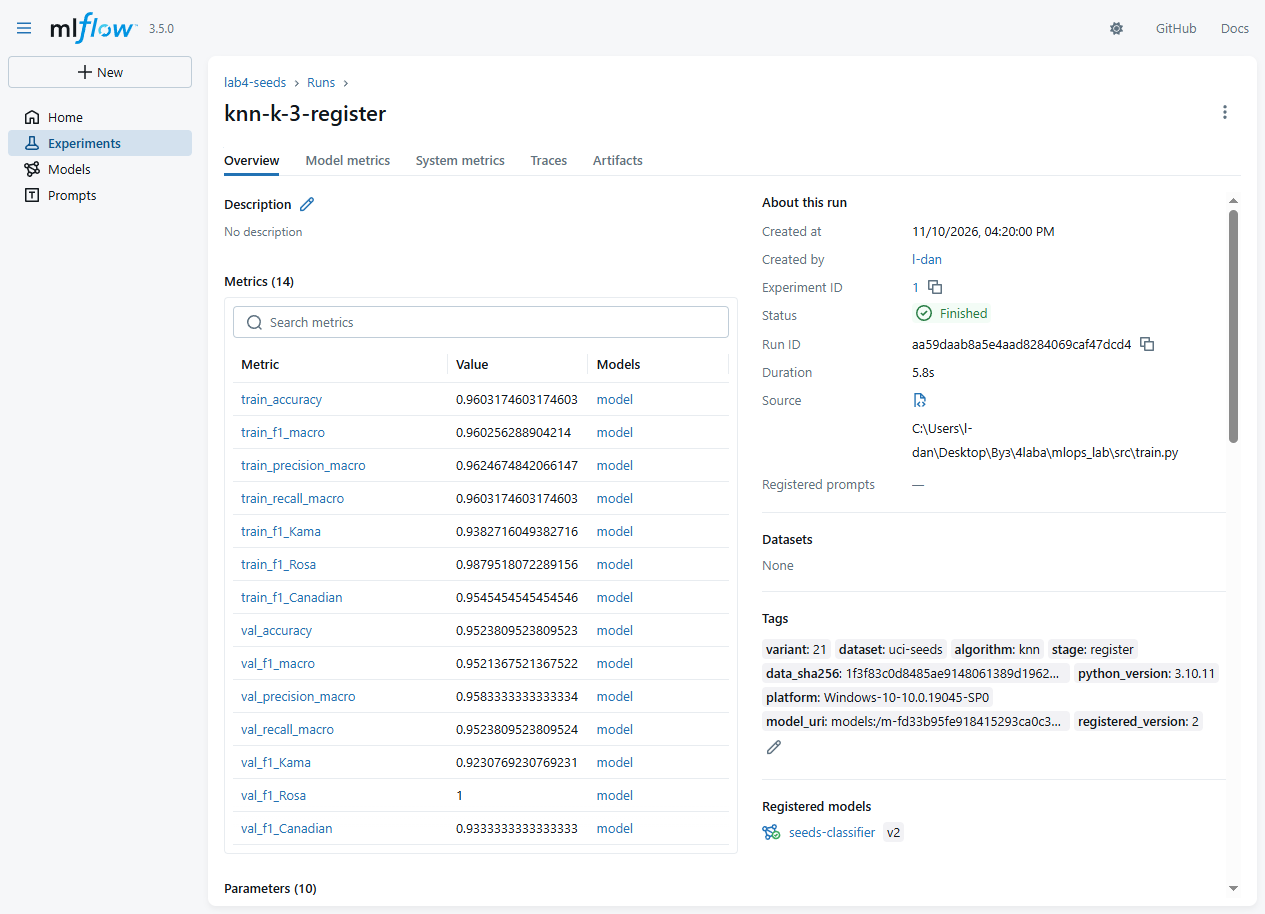 mlflow 3.5.0
GitHub
Docs
New
Home
Experiments
Models
Prompts
lab4-seeds › Runs ›
knn-k-3-register
Overview Model metrics System metrics Traces Artifacts
Description
No description
Metrics (14)
Search metrics
Metric Value Models
train_accuracy 0.9603174603174603 model
train_f1_macro 0.960256288904214 model
train_precision_macro 0.9624674842066147 model
train_recall_macro 0.9603174603174603 model
train_f1_Kama 0.9382716049382716 model
train_f1_Rosa 0.9879518072289156 model
train_f1_Canadian 0.9545454545454546 model
val_accuracy 0.9523809523809523 model
val_f1_macro 0.9521367521367522 model
val_precision_macro 0.9583333333333334 model
val_recall_macro 0.9523809523809524 model
val_f1_Kama 0.9230769230769231 model
val_f1_Rosa 1 model
val_f1_Canadian 0.9333333333333333 model
Parameters (10)
About this run
Created at 11/10/2026, 04:20:00 PM
Created by l-dan
Experiment ID 1
Status Finished
Run ID aa59daab8a5e4aad8284069caf47dcd4
Duration 5.8s
Source
C:\Users\l-
dan\Desktop\Вуз\4laba\mlops_lab\src\train.py
Registered prompts —
Datasets
None
Tags
variant: 21 dataset: uci-seeds algorithm: knn stage: register
data_sha256: 1f3f83c0d8485ae9148061389d1962... python_version: 3.10.11
platform: Windows-10-10.0.19045-SP0
model_uri: models:/m-fd33b95fe918415293ca0c3... registered_version: 2
Registered models
seeds-classifier v2